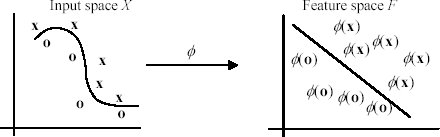 Input space X
Feature space F
x x
o
o x
x
o x
o
ϕ
ϕ(x)
ϕ(x) ϕ(x)
ϕ(o)
ϕ(x)
ϕ(o) ϕ(o)
ϕ(o)